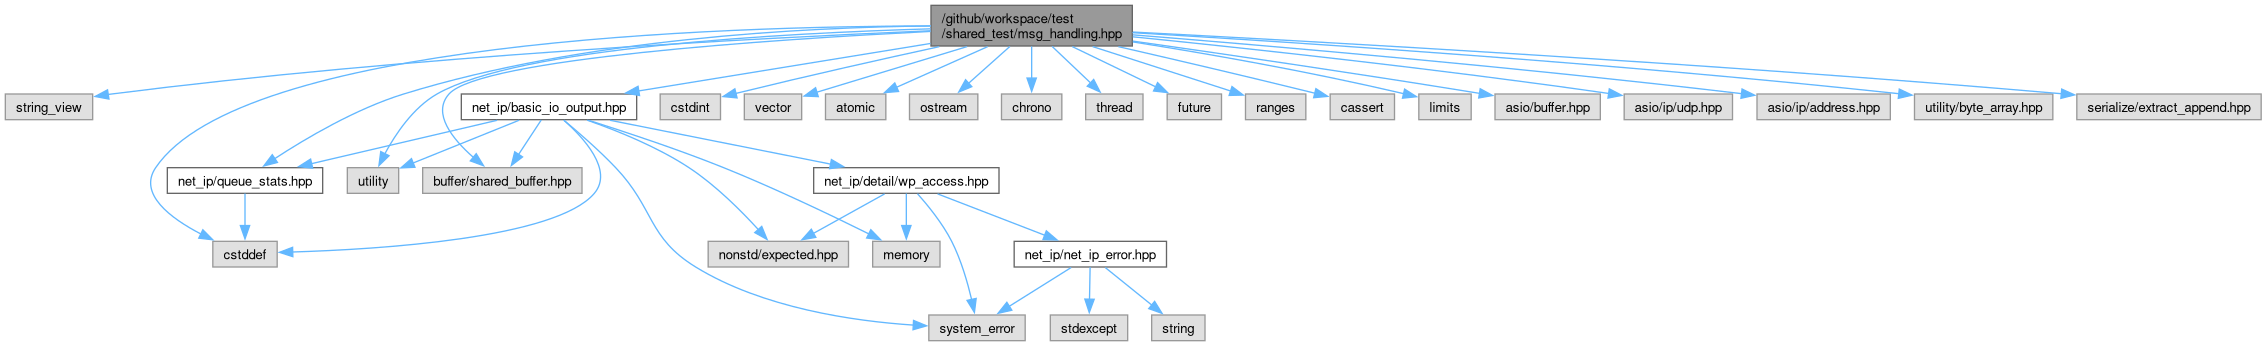 /github/workspace/test
/shared_test/msg_handling.hpp
string_view
net_ip/basic_io_output.hpp
cstdint
vector
atomic
ostream
chrono
thread
future
ranges
cassert
limits
asio/buffer.hpp
asio/ip/udp.hpp
asio/ip/address.hpp
utility/byte_array.hpp
serialize/extract_append.hpp
net_ip/queue_stats.hpp
utility
buffer/shared_buffer.hpp
net_ip/detail/wp_access.hpp
cstddef
nonstd/expected.hpp
memory
net_ip/net_ip_error.hpp
system_error
stdexcept
string